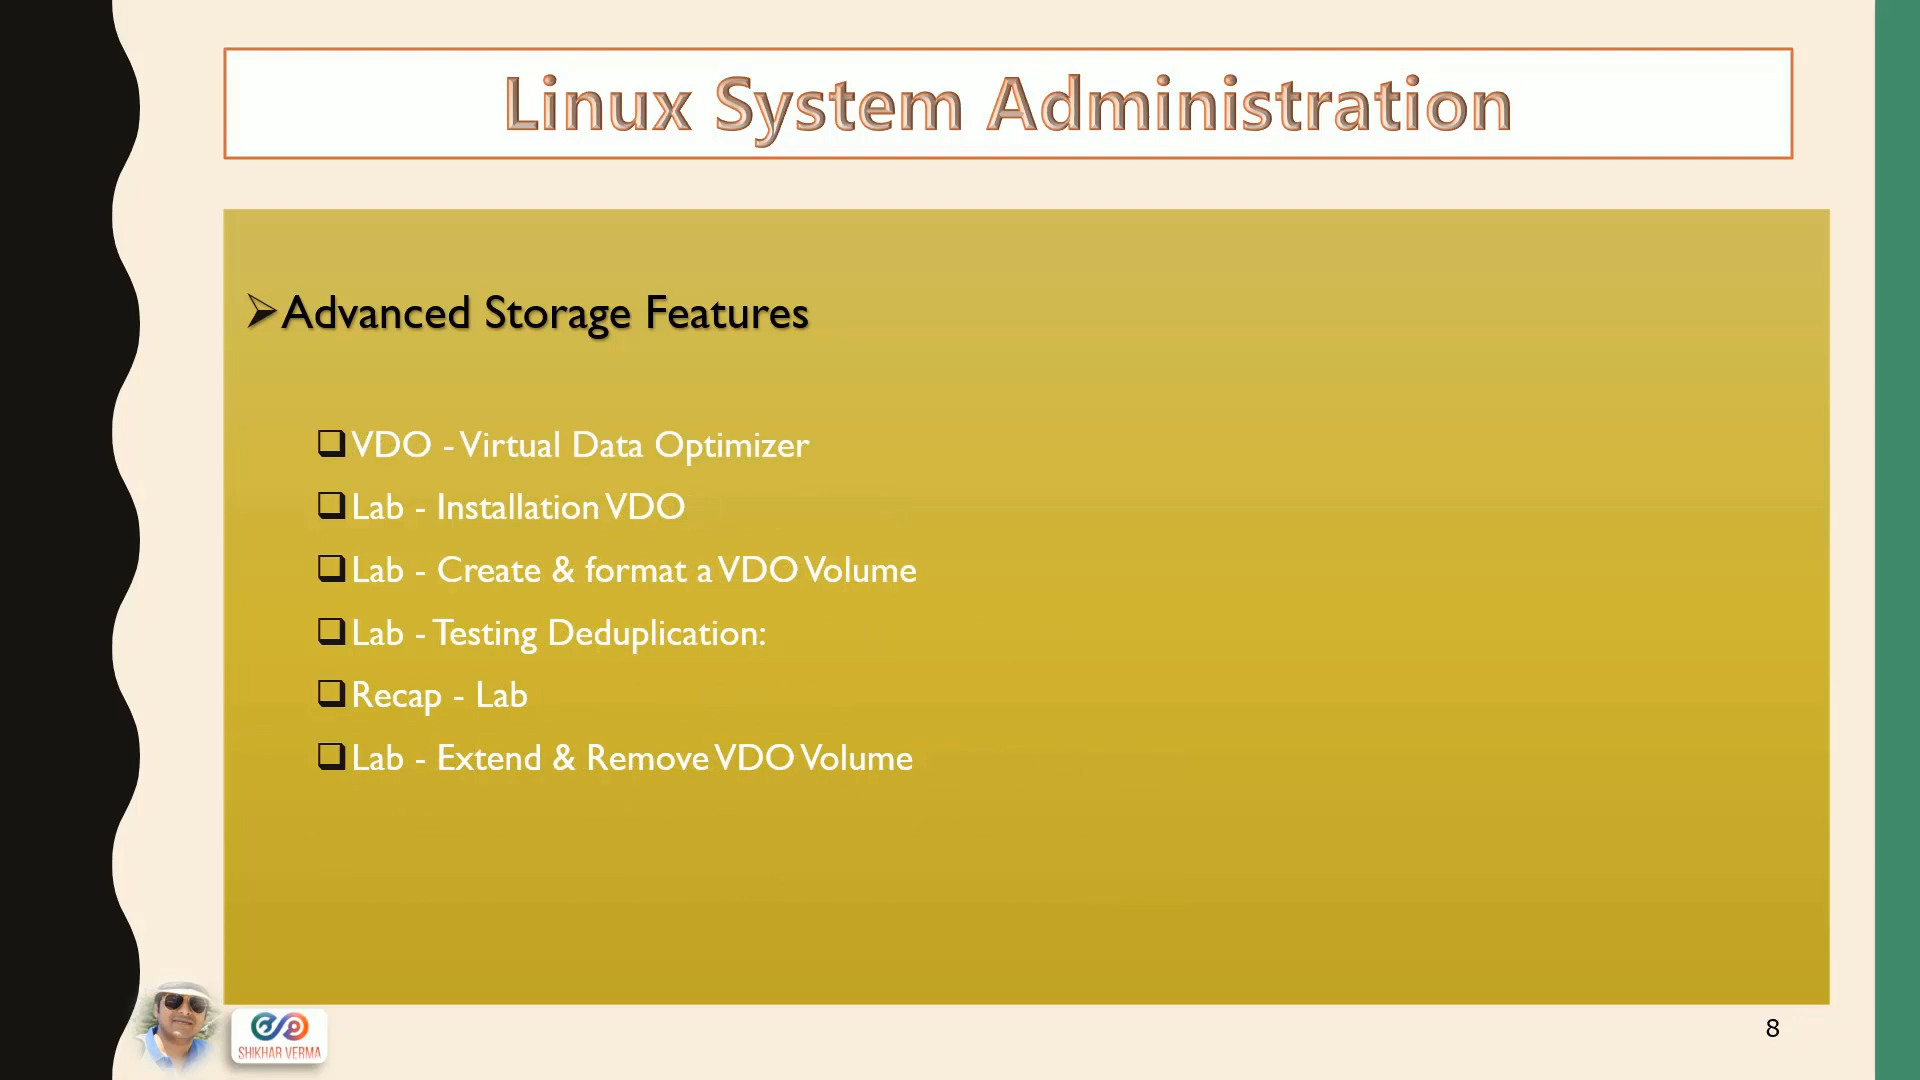 Linux System Administration
Advanced Storage Features
VDO - Virtual Data Optimizer
Lab - Installation VDO
Lab - Create & format a VDO Volume
Lab - Testing Deduplication:
Recap - Lab
Lab - Extend & Remove VDO Volume
SHIKHAR VERMA
8